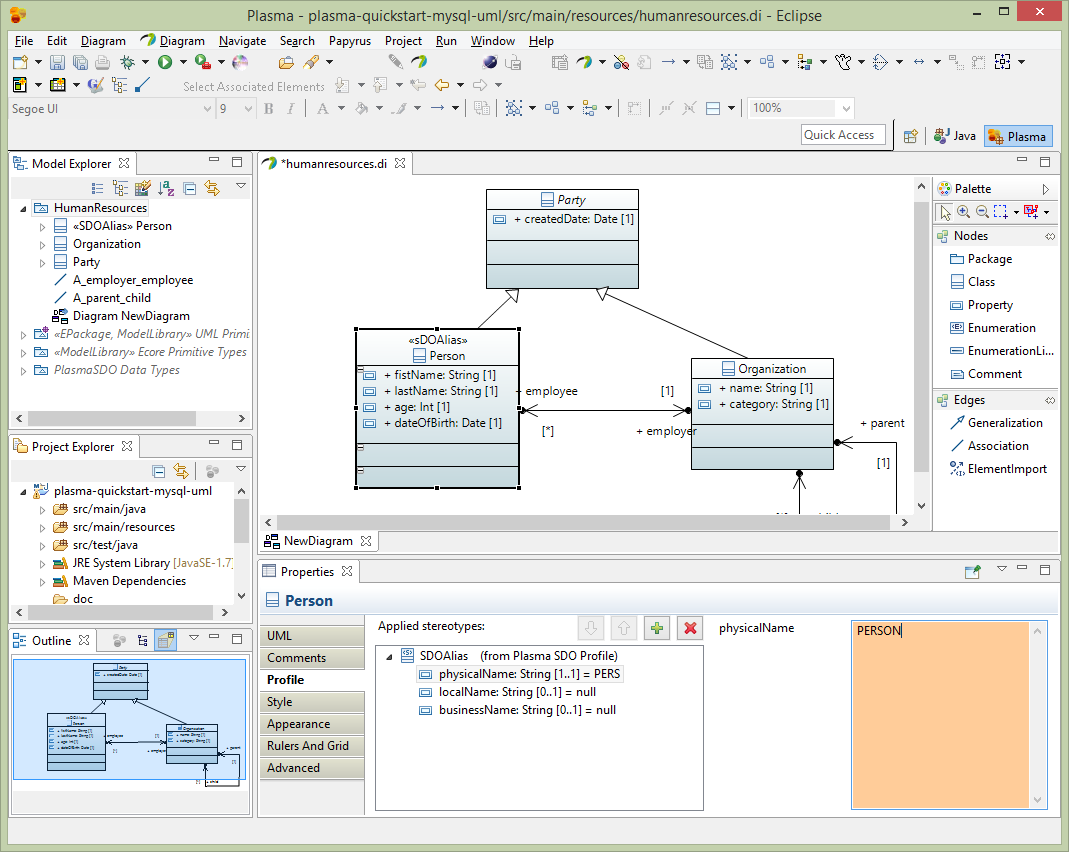 Plasma - plasma-quickstart-mysql-uml/src/main/resources/humanresources.di - Eclipse
File Edit Diagram Diagram Navigate Search Papyrus Project Run Window Help
Select Associated Elements
Segoe UI 9 B I A 100%
Quick Access Java Plasma
Model Explorer
HumanResources
«SDOAlias» Person
Organization
Party
A_employer_employee
A_parent_child
Diagram NewDiagram
«EPackage, ModelLibrary» UML Primi
«ModelLibrary» Ecore Primitive Types
PlasmaSDO Data Types
Project Explorer
plasma-quickstart-mysql-uml
src/main/java
src/main/resources
src/test/java
JRE System Library [JavaSE-1.7]
Maven Dependencies
doc
Outline
*humanresources.di
Party
+ createdDate: Date [1]
«sDOAlias»
Person
+ fistName: String [1]
+ lastName: String [1]
+ age: Int [1]
+ dateOfBirth: Date [1]
+ employee
[*]
[1]
+ employer
Organization
+ name: String [1]
+ category: String [1]
+ parent
[1]
NewDiagram
Palette
Nodes
Package
Class
Property
Enumeration
EnumerationLi...
Comment
Edges
Generalization
Association
ElementImport
Properties
Person
UML
Comments
Profile
Style
Appearance
Rulers And Grid
Advanced
Applied stereotypes:
SDOAlias (from Plasma SDO Profile)
physicalName: String [1..1] = PERS
localName: String [0..1] = null
businessName: String [0..1] = null
physicalName
PERSON